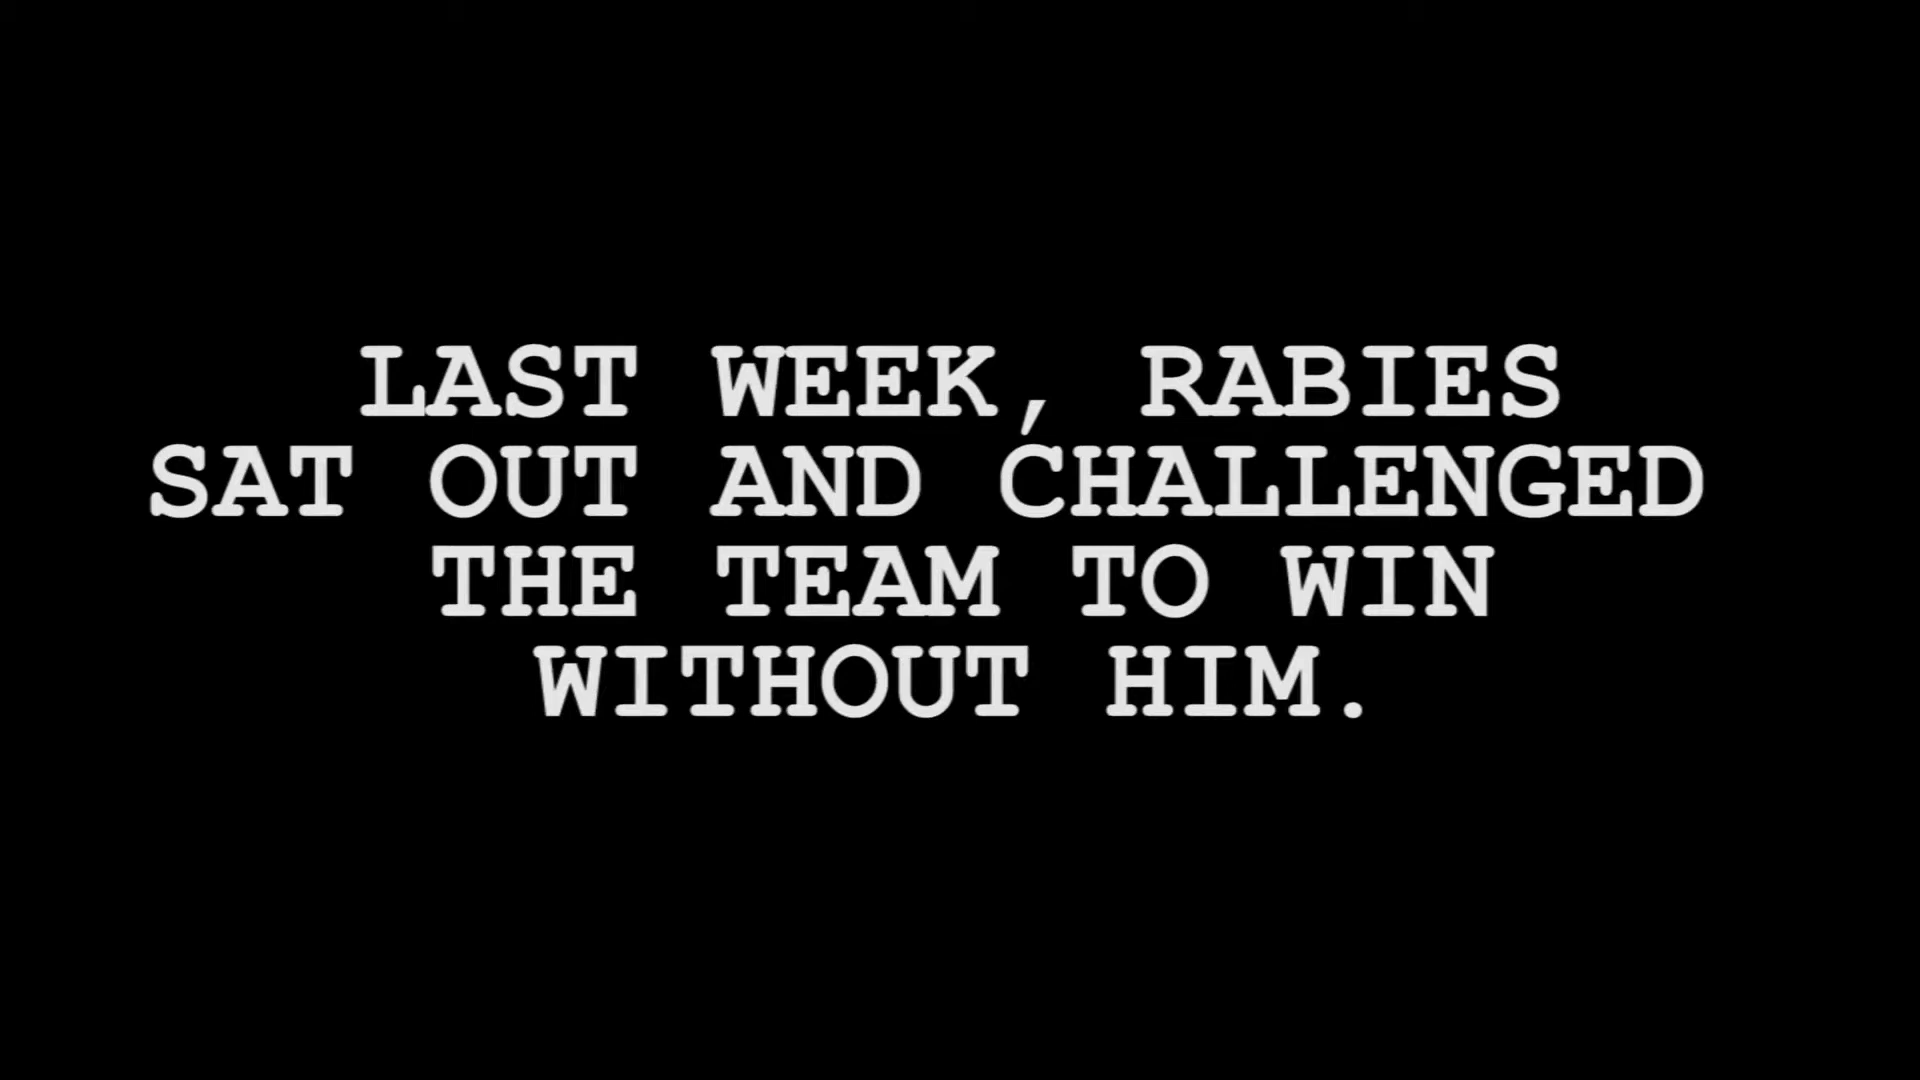 LAST WEEK, RABIES
SAT OUT AND CHALLENGED
THE TEAM TO WIN
WITHOUT HIM.